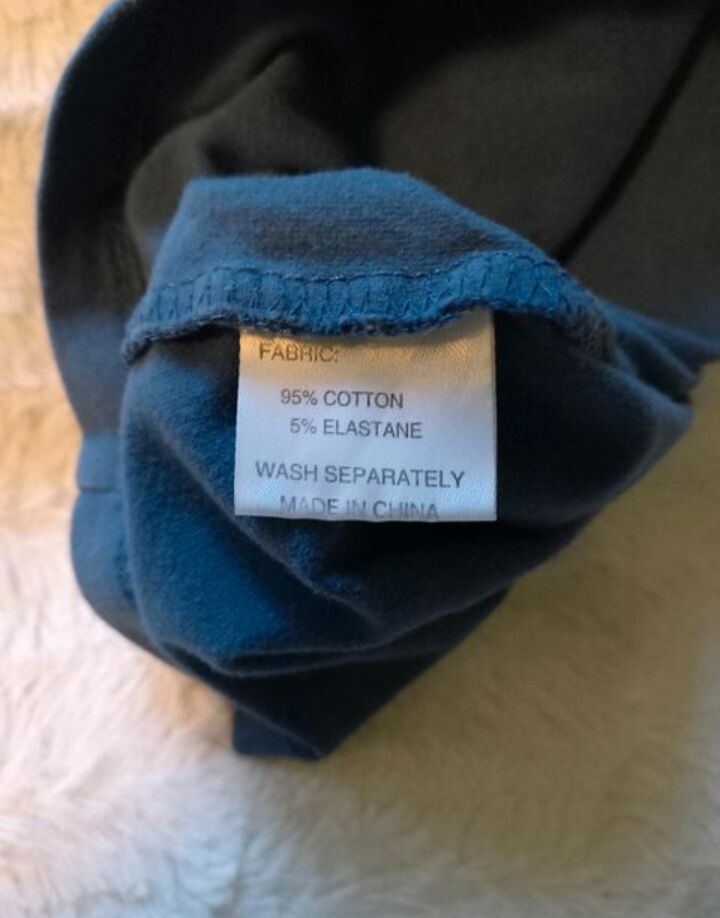 FABRIC:
95% COTTON
5% ELASTANE
WASH SEPARATELY
MADE IN CHINA